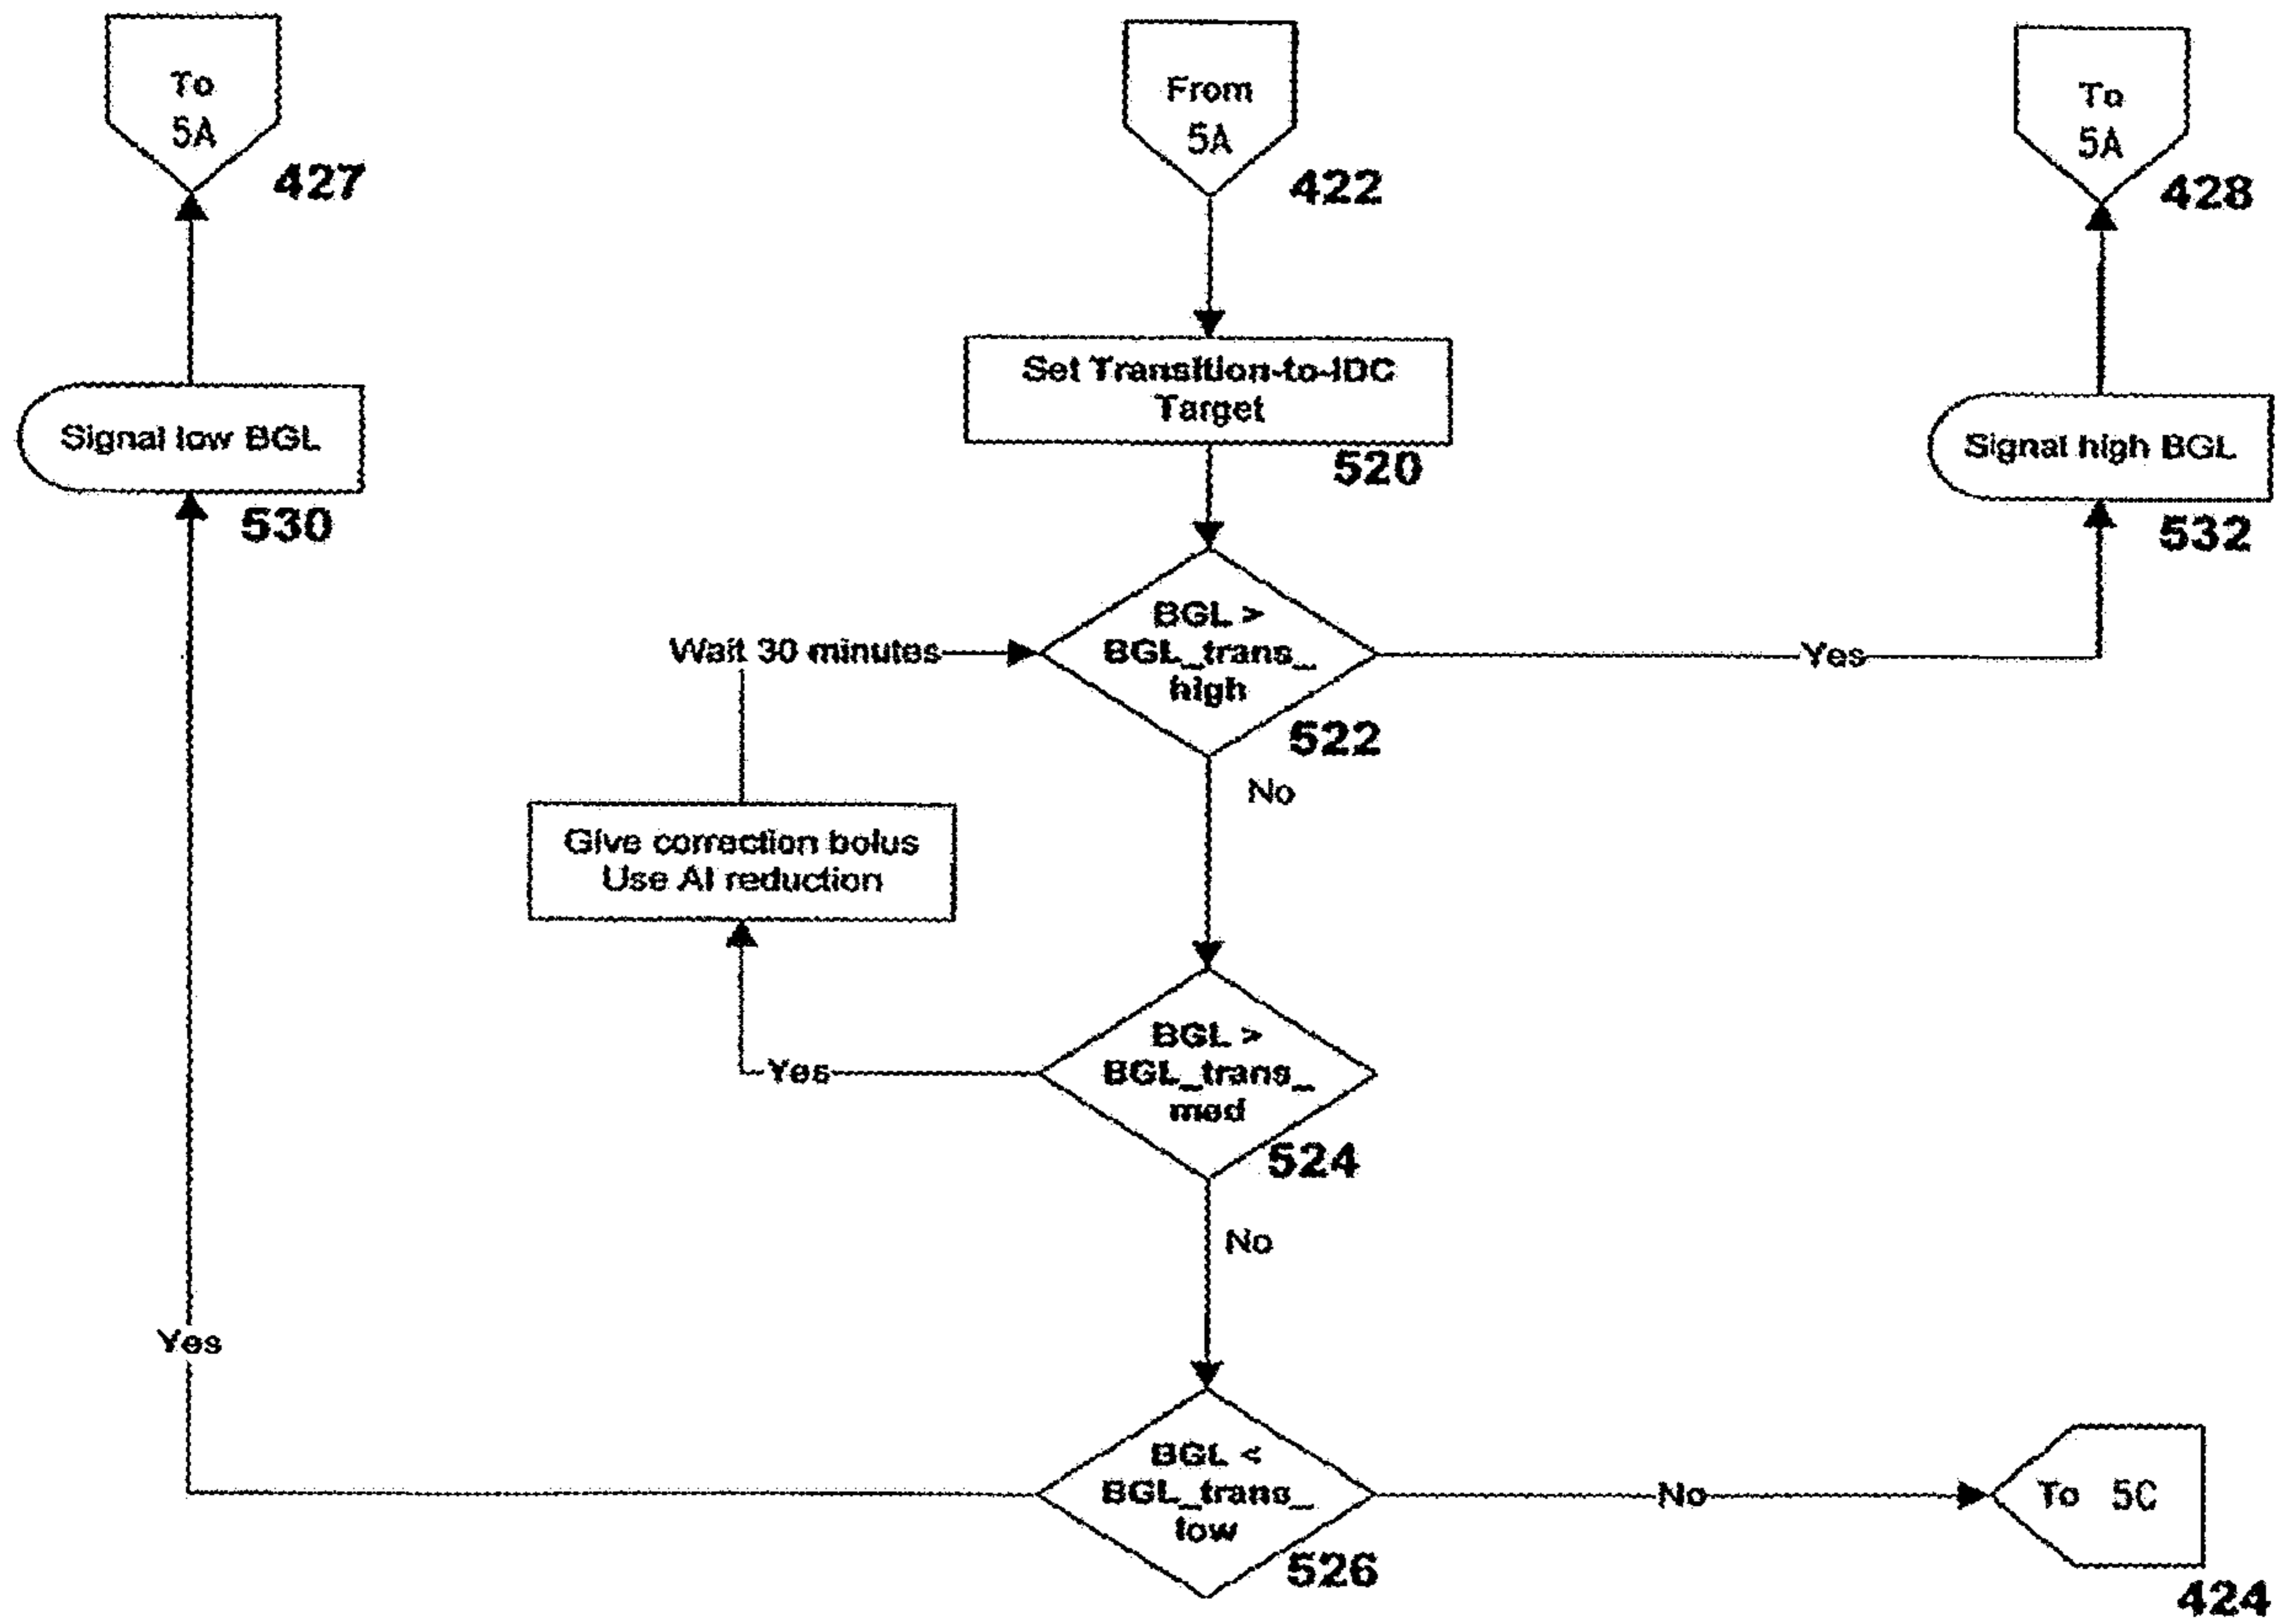 To
5A
427
From
5A
422
To
5A
428
Set Transition-to-IDC
Target
520
Signal low BGL
530
Signal high BGL
532
BGL >
BGL_trans_
high
522
Wait 30 minutes
Yes
No
Give correction bolus
Use AI reduction
BGL >
BGL_trans_
med
524
Yes
No
Yes
BGL <
BGL_trans_
low
526
No
To 5C
424